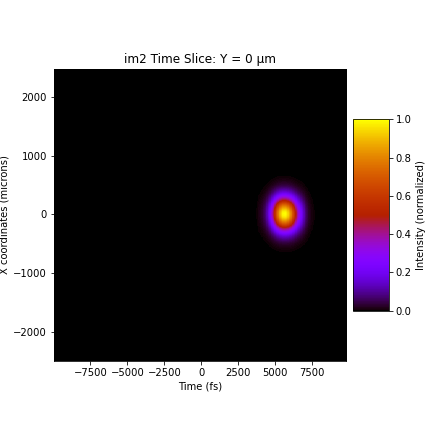 im2 Time Slice: Y = 0 μm
2000
1000
0
−1000
−2000
X coordinates (microns)
−7500 −5000 −2500 0 2500 5000 7500
Time (fs)
1.0
0.8
0.6
0.4
0.2
0.0
Intensity (normalized)